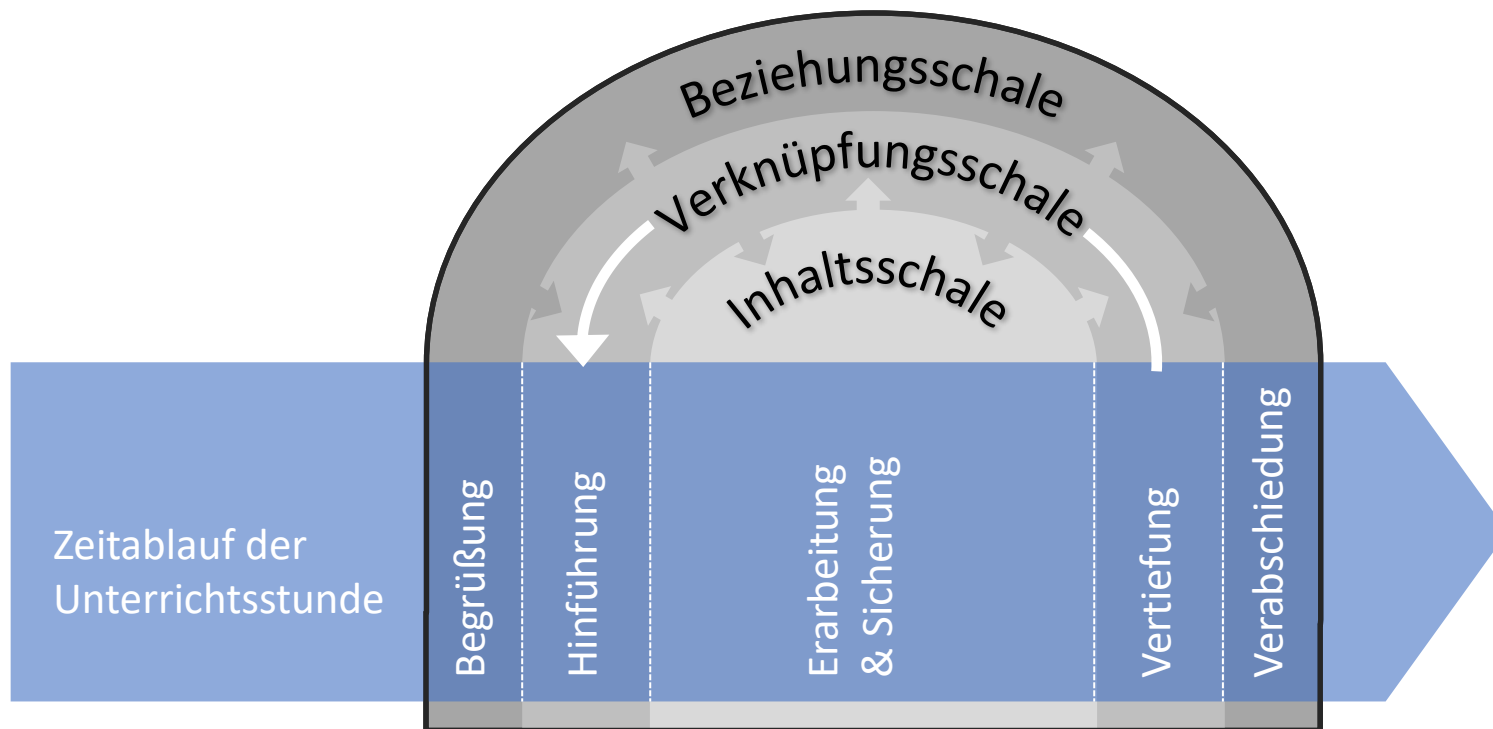 Beziehungsschale
Verknüpfungsschale
Inhaltsschale
Zeitablauf der
Unterrichtsstunde
Begrüßung
Hinführung
Erarbeitung
& Sicherung
Vertiefung
Verabschiedung